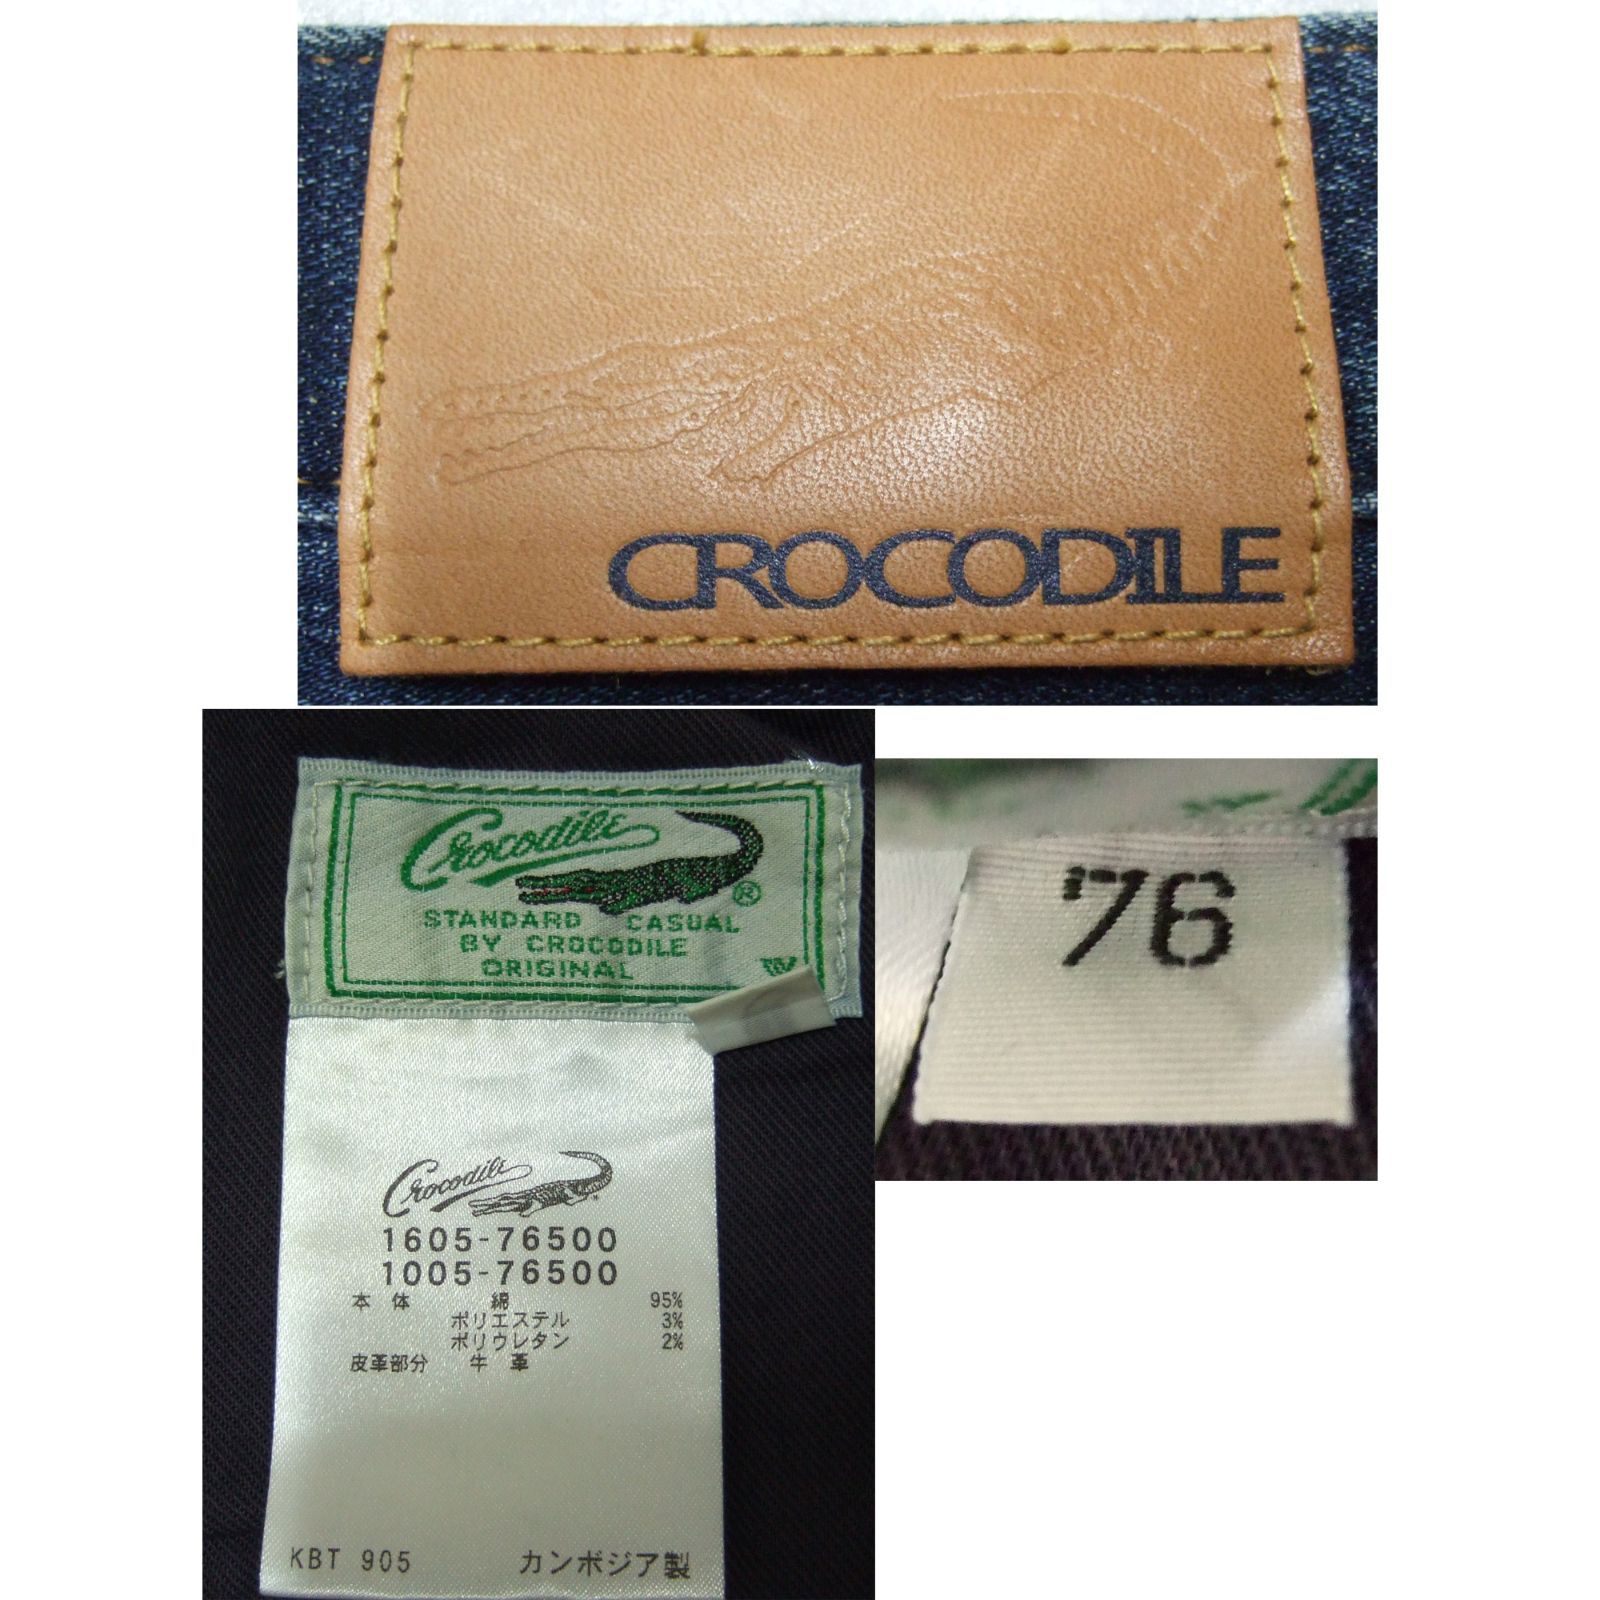 CROCODILE
Crocodile
®
STANDARD CASUAL
BY CROCODILE
ORIGINAL
W
76
Crocodile
1605-76500
1005-76500
本 体 綿 95%
ポリエステル 3%
ポリウレタン 2%
皮革部分 牛 革
KBT 905 カンボジア製